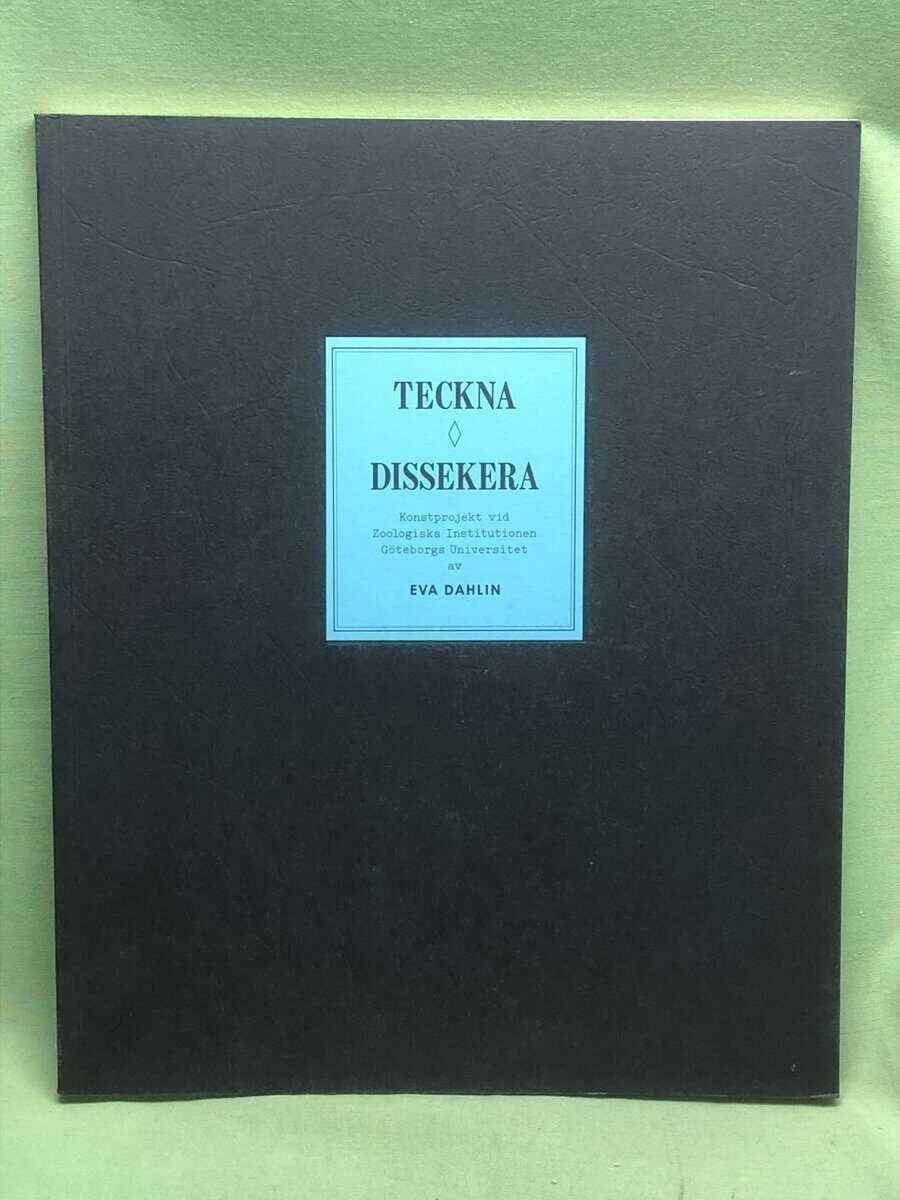 TECKNA
DISSEKERA
Konstprojekt vid
Zoologiska Institutionen
Göteborgs Universitet
av
EVA DAHLIN